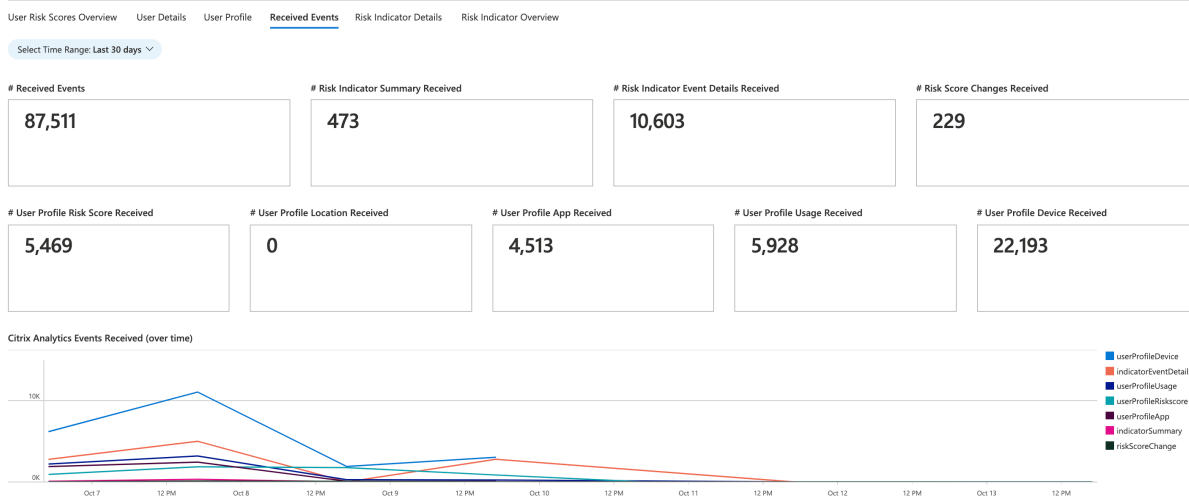 User Risk Scores Overview User Details User Profile Received Events Risk Indicator Details Risk Indicator Overview
Select Time Range: Last 30 days
# Received Events # Risk Indicator Summary Received # Risk Indicator Event Details Received # Risk Score Changes Received
87,511 473 10,603 229
# User Profile Risk Score Received # User Profile Location Received # User Profile App Received # User Profile Usage Received # User Profile Device Received
5,469 0 4,513 5,928 22,193
Citrix Analytics Events Received (over time)
userProfileDevice
indicatorEventDetail
userProfileUsage
userProfileRiskscore
userProfileApp
indicatorSummary
riskScoreChange
10K
0K
Oct 7 12 PM Oct 8 12 PM Oct 9 12 PM Oct 10 12 PM Oct 11 12 PM Oct 12 12 PM Oct 13 12 PM